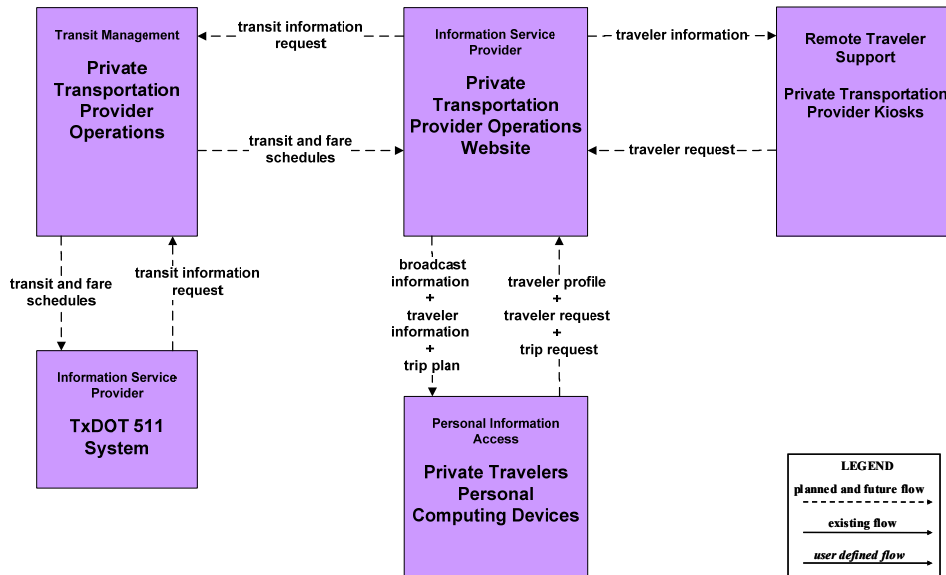 Transit Management
Private
Transportation
Provider
Operations
transit information
request
transit and fare
schedules
Information Service
Provider
Private
Transportation
Provider Operations
Website
traveler information
traveler request
Remote Traveler
Support
Private Transportation
Provider Kiosks
transit and fare
schedules
transit information
request
broadcast
information
+
traveler
information
+
trip plan
traveler profile
+
traveler request
+
trip request
Information Service
Provider
TxDOT 511
System
Personal Information
Access
Private Travelers
Personal
Computing Devices
LEGEND
planned and future flow
existing flow
user defined flow